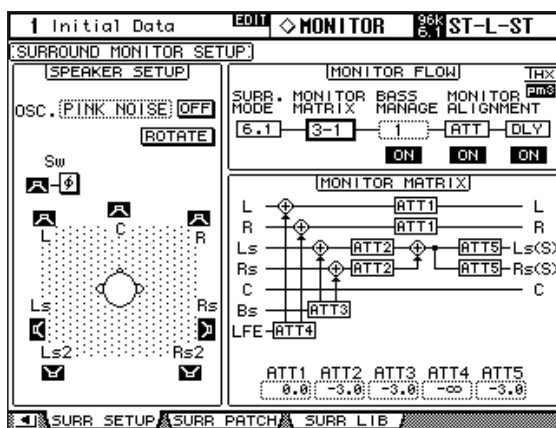 1 Initial Data EDIT ◇MONITOR 96k 6.1 ST-L-ST
SURROUND MONITOR SETUP
SPEAKER SETUP
OSC. PINK NOISE OFF
ROTATE
Sw
ϕ
L C R
Ls Rs
Ls2 Rs2
MONITOR FLOW THX
pm3
SURR. MODE MONITOR MATRIX BASS MANAGE MONITOR ALIGNMENT
6.1 3-1 1 ATT DLY
ON ON ON
MONITOR MATRIX
L ATT1 L
R ATT1 R
Ls ATT2 ATT5 Ls(S)
Rs ATT2 ATT5 Rs(S)
C C
Bs ATT3
LFE ATT4
ATT1 ATT2 ATT3 ATT4 ATT5
0.0 -3.0 -3.0 -∞ -3.0
SURR SETUP SURR PATCH SURR LIB